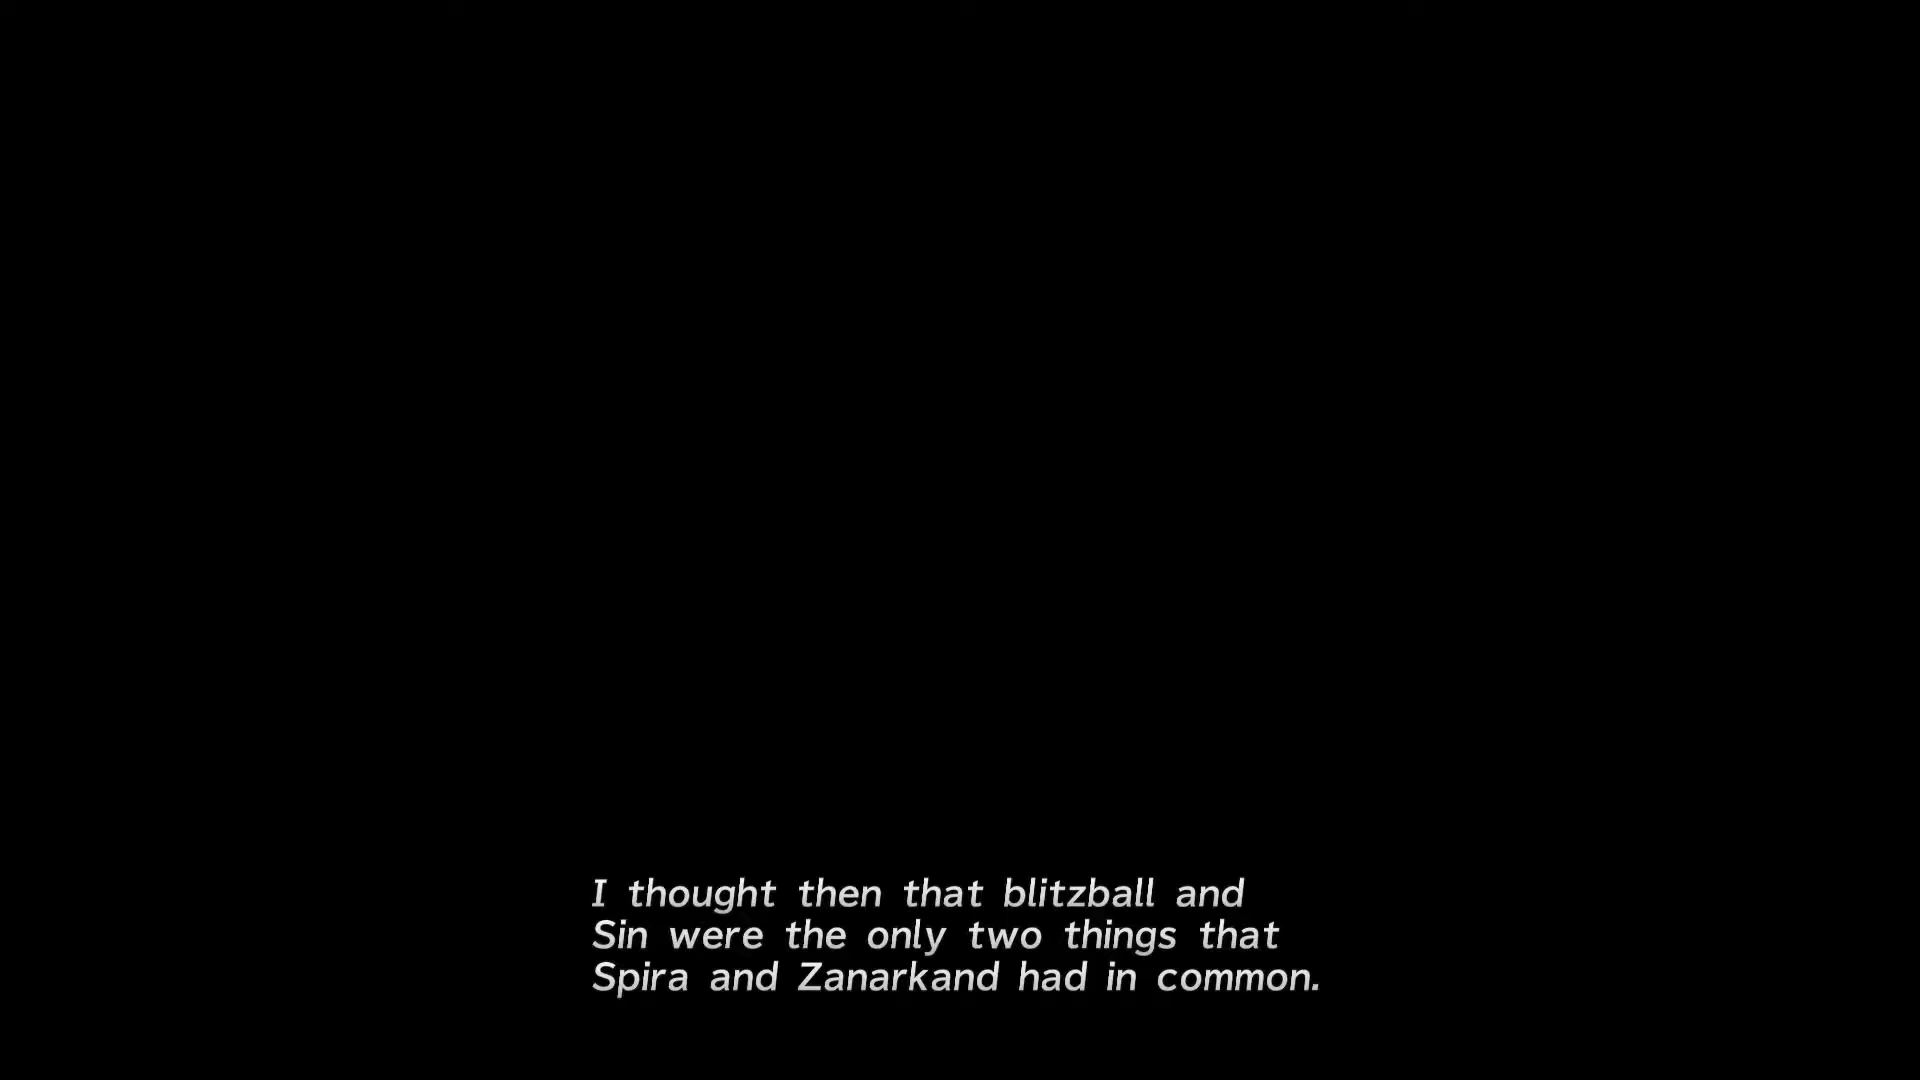 I thought then that blitzball and
Sin were the only two things that
Spira and Zanarkand had in common.